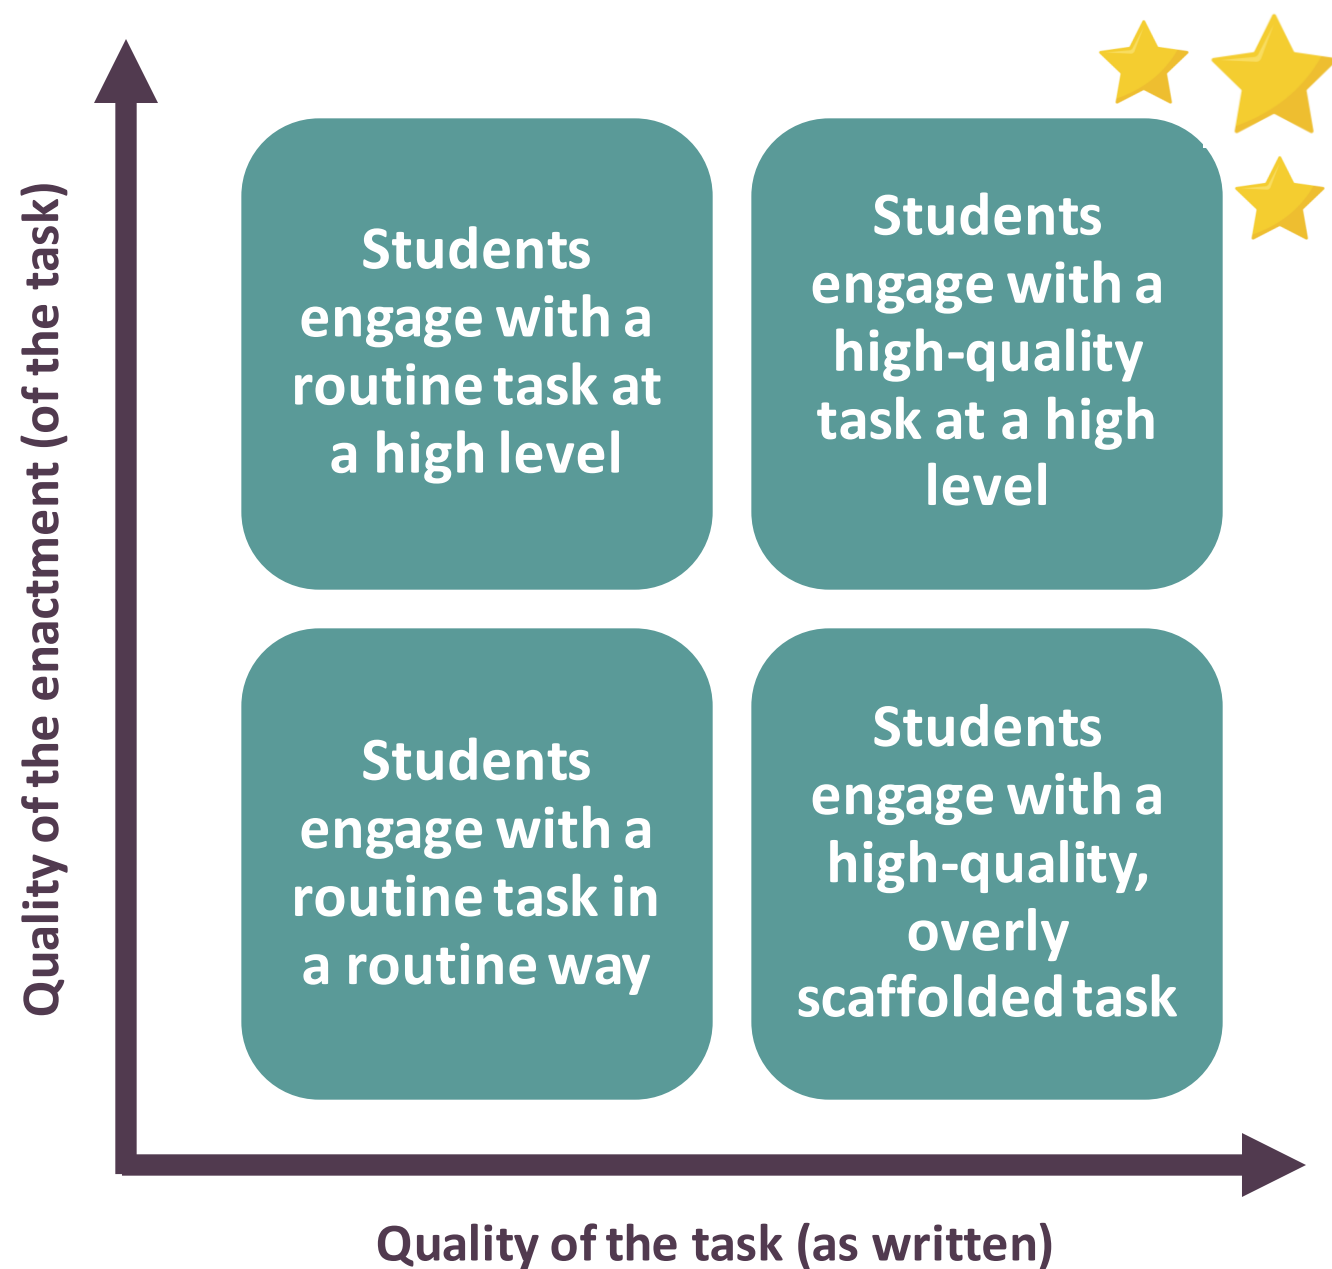 Quality of the enactment (of the task)
Students
engage with a
routine task at
a high level
Students
engage with a
high-quality
task at a high
level
Students
engage with a
routine task in
a routine way
Students
engage with a
high-quality,
overly
scaffolded task
Quality of the task (as written)